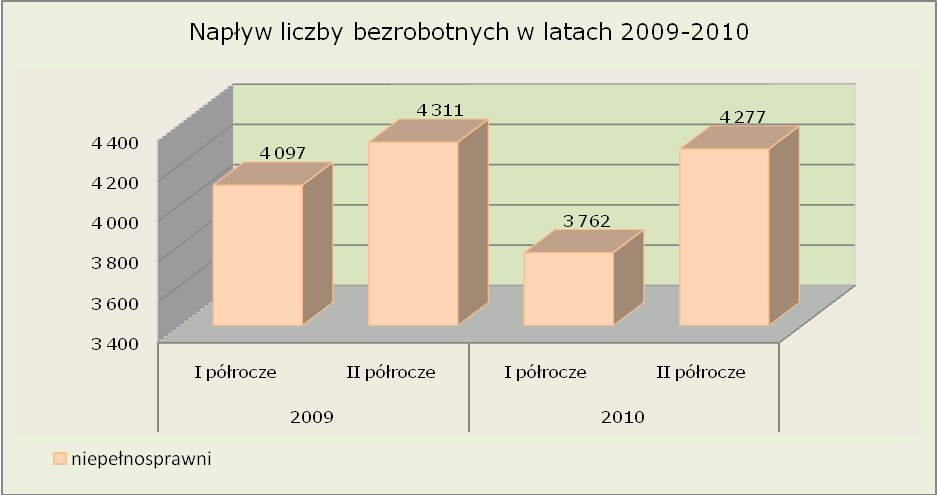 Napływ liczby bezrobotnych w latach 2009-2010
4 400
4 200
4 000
3 800
3 600
3 400
4 097
4 311
3 762
4 277
I półrocze
II półrocze
I półrocze
II półrocze
2009
2010
niepełnosprawni